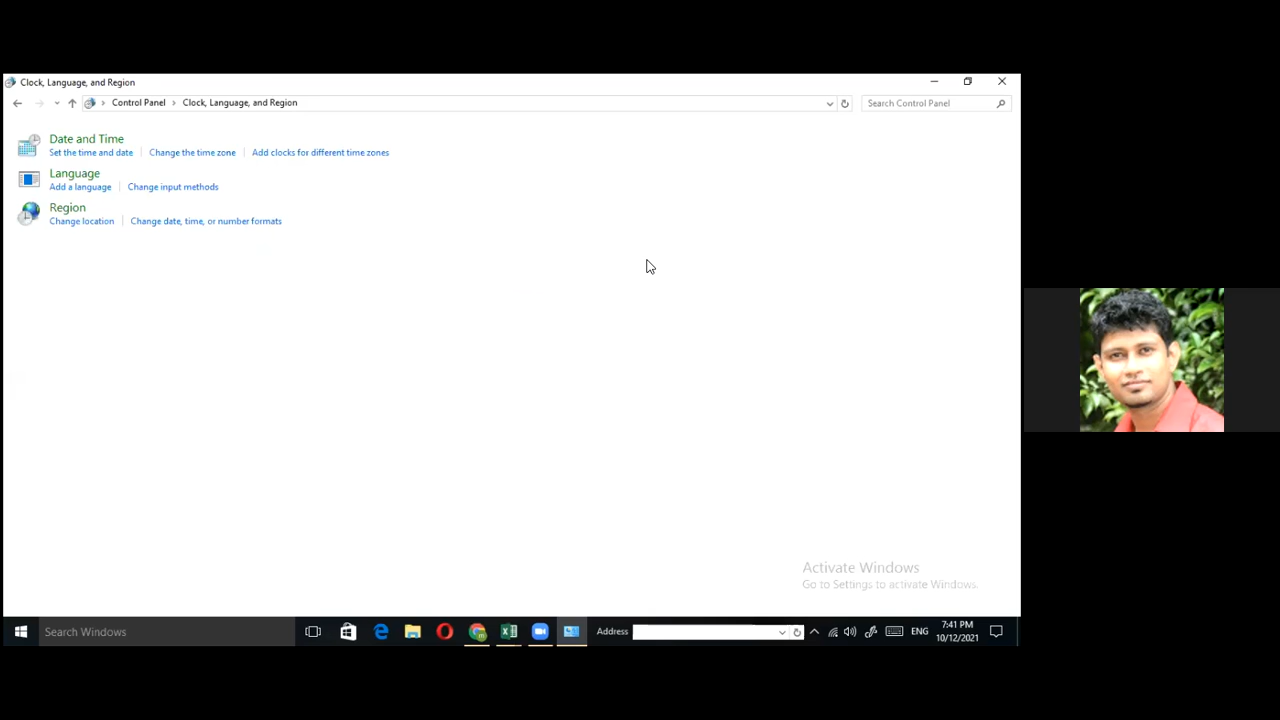 Clock, Language, and Region
Control Panel > Clock, Language, and Region
Search Control Panel
Date and Time
Set the time and date | Change the time zone | Add clocks for different time zones
Language
Add a language | Change input methods
Region
Change location | Change date, time, or number formats
Activate Windows
Go to Settings to activate Windows.
Search Windows
Address
ENG
7:41 PM
10/12/2021